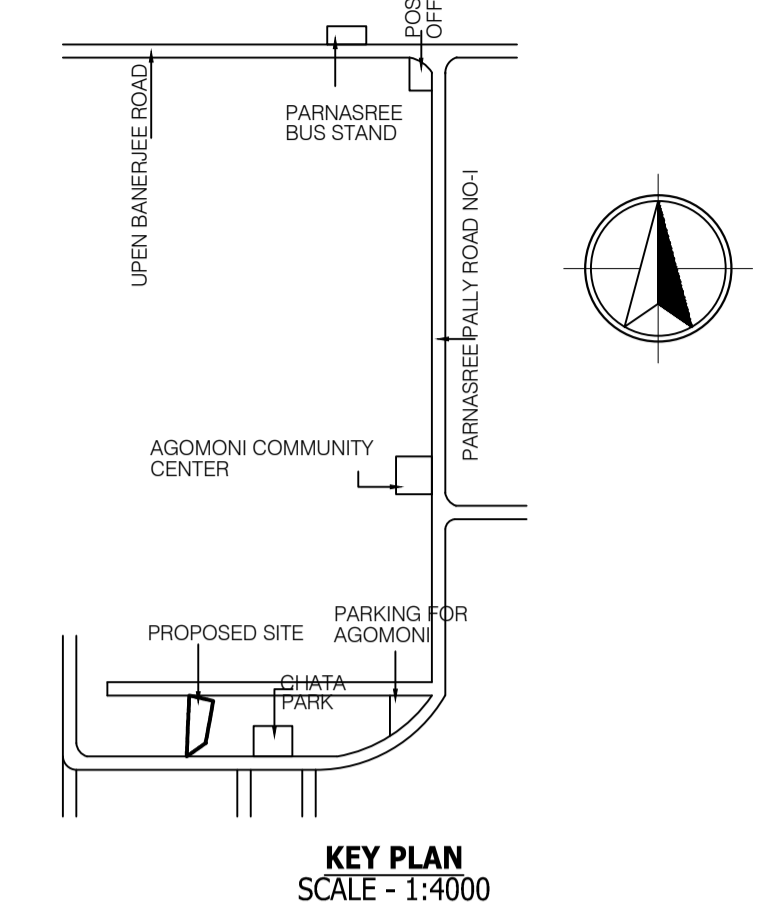 UPEN BANERJEE ROAD
PARNASREE
BUS STAND
PARNASREE PALLY ROAD NO-I
AGOMONI COMMUNITY
CENTER
PROPOSED SITE
PARKING FOR
AGOMONI
CHATA
PARK
KEY PLAN
SCALE - 1:4000